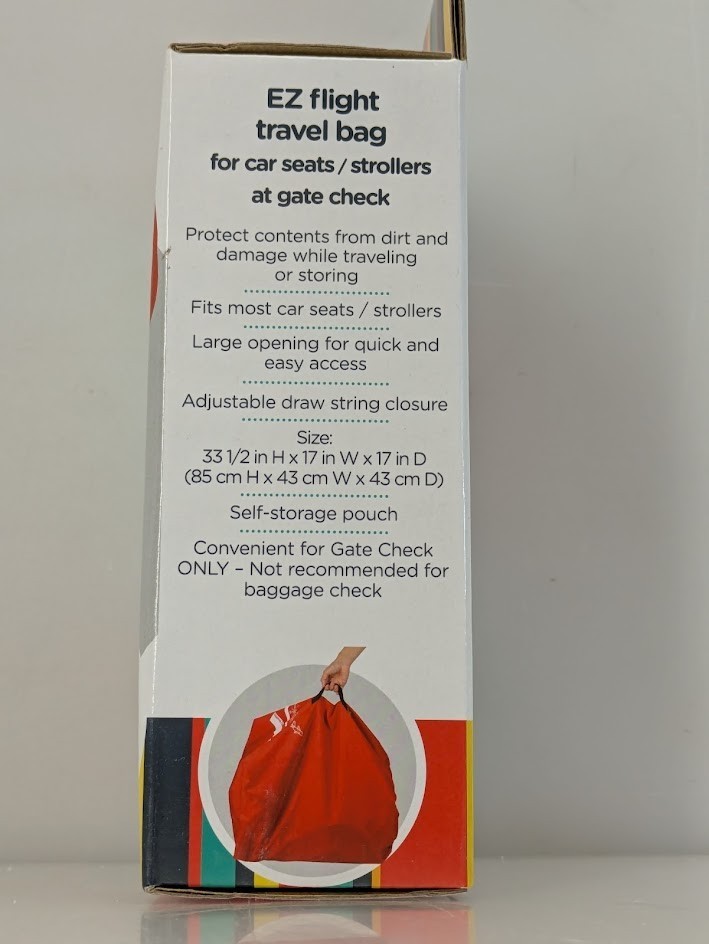 EZ flight
travel bag
for car seats / strollers
at gate check
Protect contents from dirt and
damage while traveling
or storing
Fits most car seats / strollers
Large opening for quick and
easy access
Adjustable draw string closure
Size:
33 1/2 in H x 17 in W x 17 in D
(85 cm H x 43 cm W x 43 cm D)
Self-storage pouch
Convenient for Gate Check
ONLY – Not recommended for
baggage check